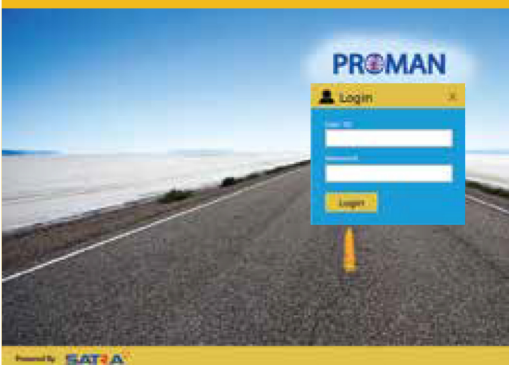 PROMAN
Login
User ID
Password
Login
Powered By SATRA